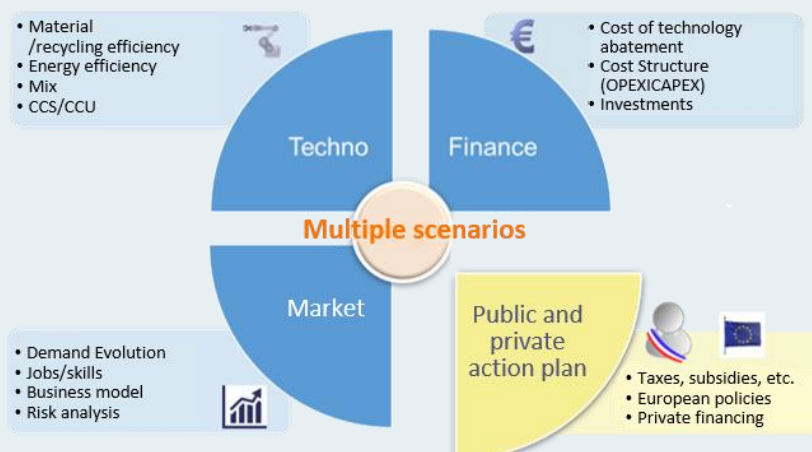 • Material
/recycling efficiency
• Energy efficiency
• Mix
• CCS/CCU
€
• Cost of technology
abatement
• Cost Structure
(OPEXICAPEX)
• Investments
Techno
Finance
Multiple scenarios
Market
Public and
private
action plan
• Demand Evolution
• Jobs/skills
• Business model
• Risk analysis
• Taxes, subsidies, etc.
• European policies
• Private financing